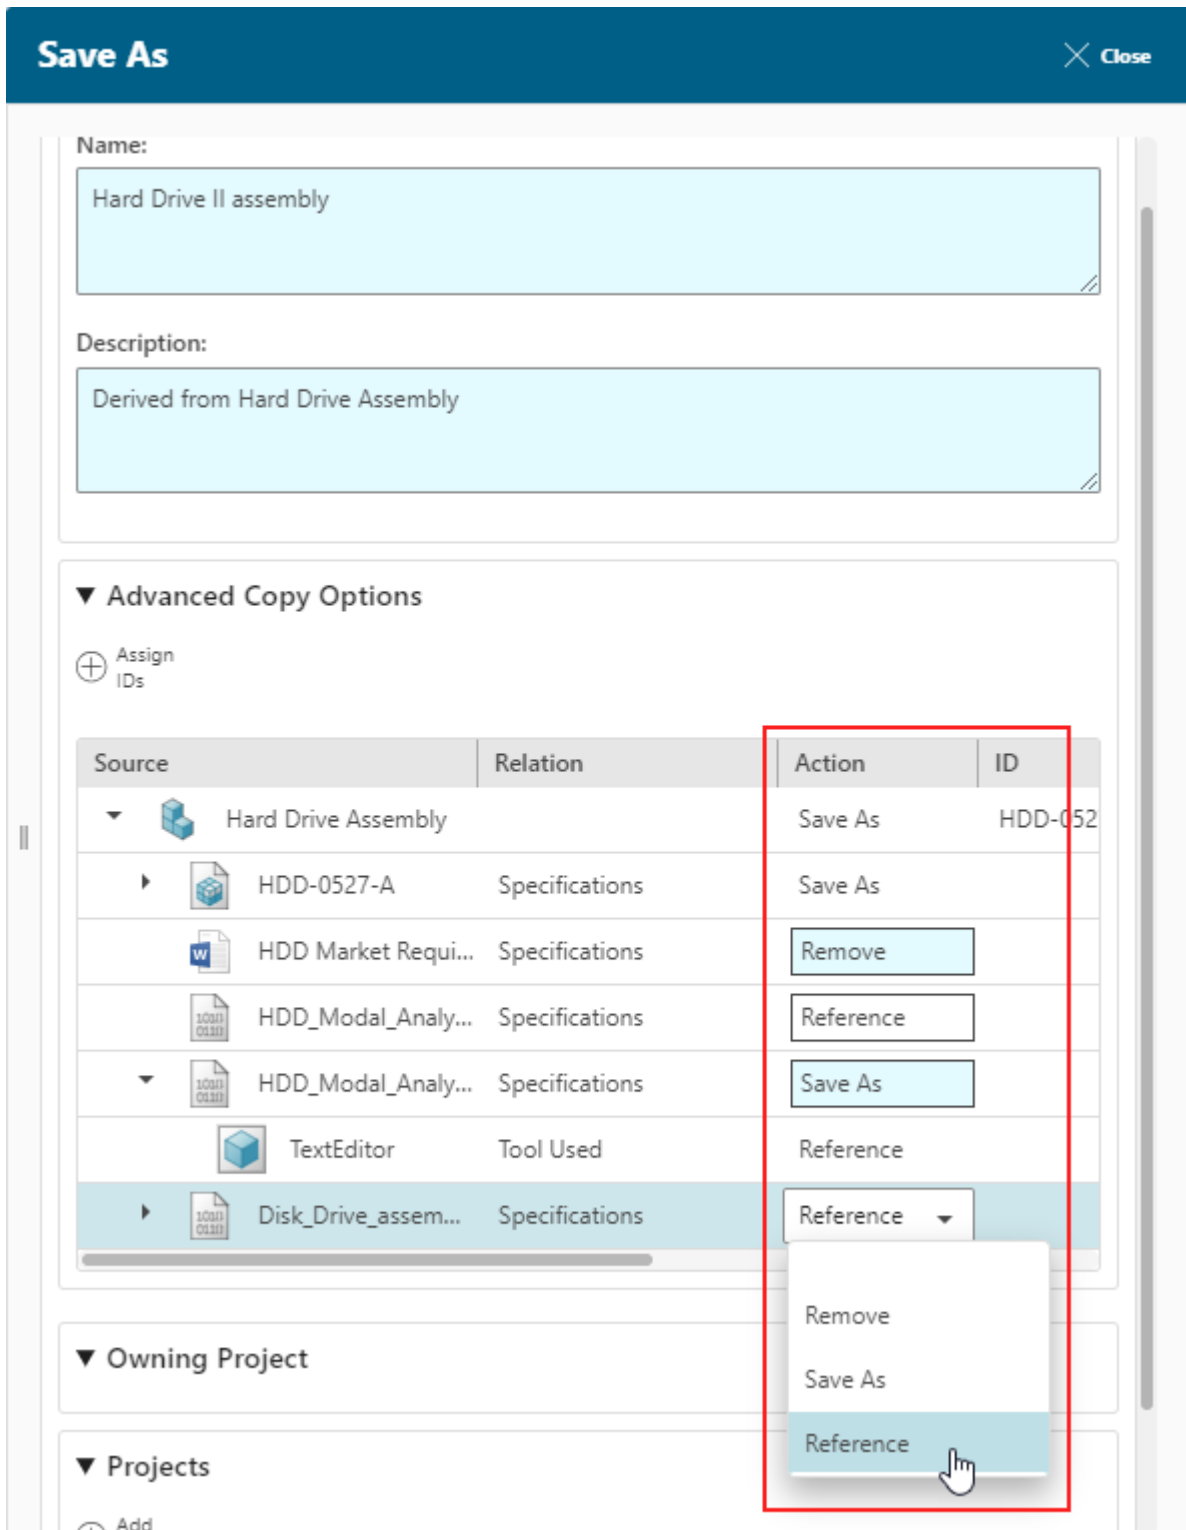 Save As
Close
Name:
Hard Drive II assembly
Description:
Derived from Hard Drive Assembly
Advanced Copy Options
Assign
IDs
Source Relation Action ID
Hard Drive Assembly Save As HDD-052
HDD-0527-A Specifications Save As
HDD Market Requi... Specifications Remove
HDD_Modal_Analy... Specifications Reference
HDD_Modal_Analy... Specifications Save As
TextEditor Tool Used Reference
Disk_Drive_assem... Specifications Reference
Remove
Owning Project
Save As
Reference
Projects
Add